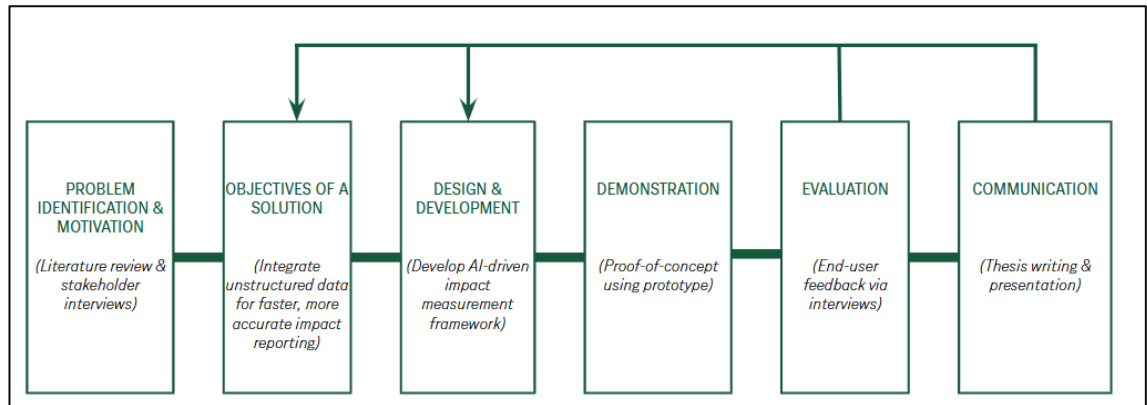 PROBLEM
IDENTIFICATION &
MOTIVATION
(Literature review &
stakeholder
interviews)
OBJECTIVES OF A
SOLUTION
(Integrate
unstructured data
for faster, more
accurate impact
reporting)
DESIGN &
DEVELOPMENT
(Develop AI-driven
impact
measurement
framework)
DEMONSTRATION
(Proof-of-concept
using prototype)
EVALUATION
(End-user
feedback via
interviews)
COMMUNICATION
(Thesis writing &
presentation)